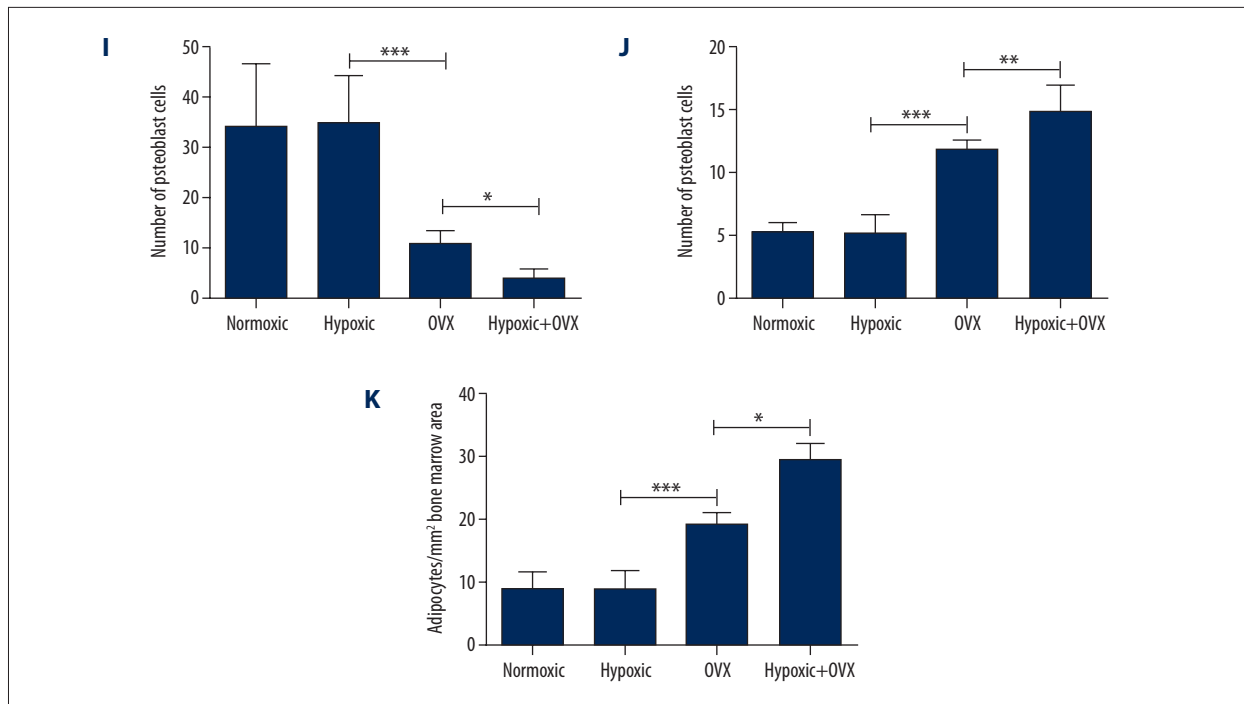 I
Number of psteoblast cells
50
40
30
20
10
0
***
*
Normoxic Hypoxic OVX Hypoxic+OVX
J
Number of psteoblast cells
20
15
10
5
0
***
**
Normoxic Hypoxic OVX Hypoxic+OVX
K
Adipocytes/mm² bone marrow area
40
30
20
10
0
***
*
Normoxic Hypoxic OVX Hypoxic+OVX